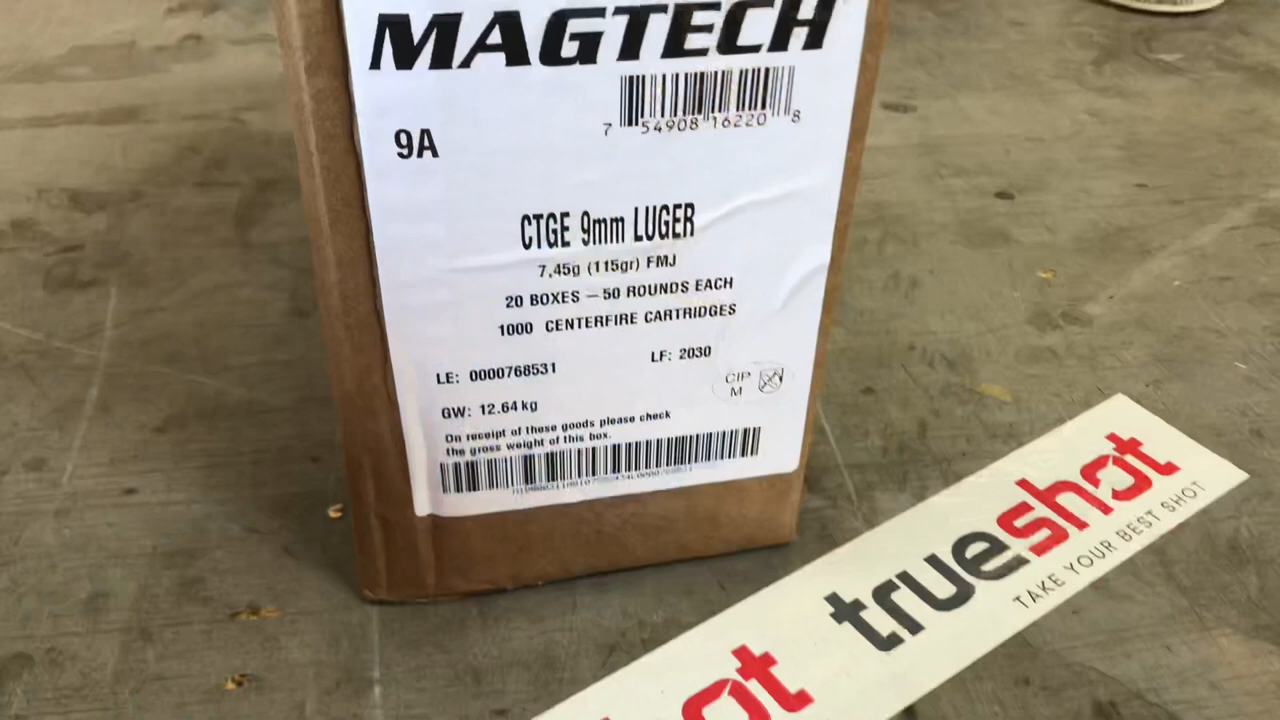 MAGTECH
7 54908 16220 8
9A
CTGE 9mm LUGER
7,45g (115gr) FMJ
20 BOXES – 50 ROUNDS EACH
1000 CENTERFIRE CARTRIDGES
LE: 0000768531
LF: 2030
CIP
M
GW: 12.64 kg
On receipt of these goods please check
the gross weight of this box.
trueshot
TAKE YOUR BEST SHOT
ot